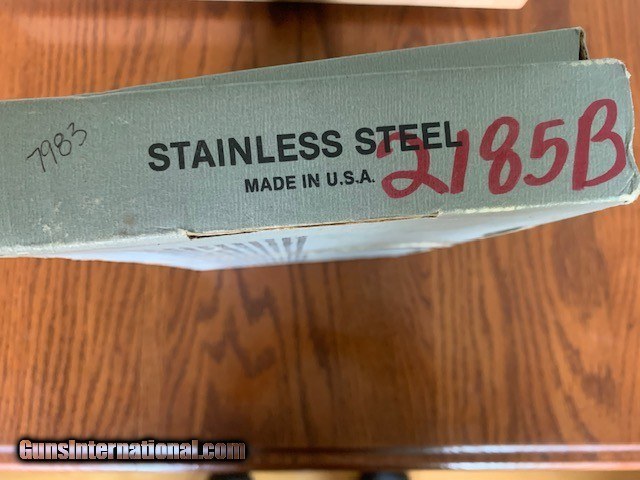 7983
STAINLESS STEEL
2185B
MADE IN U.S.A.
GunsInternational.com